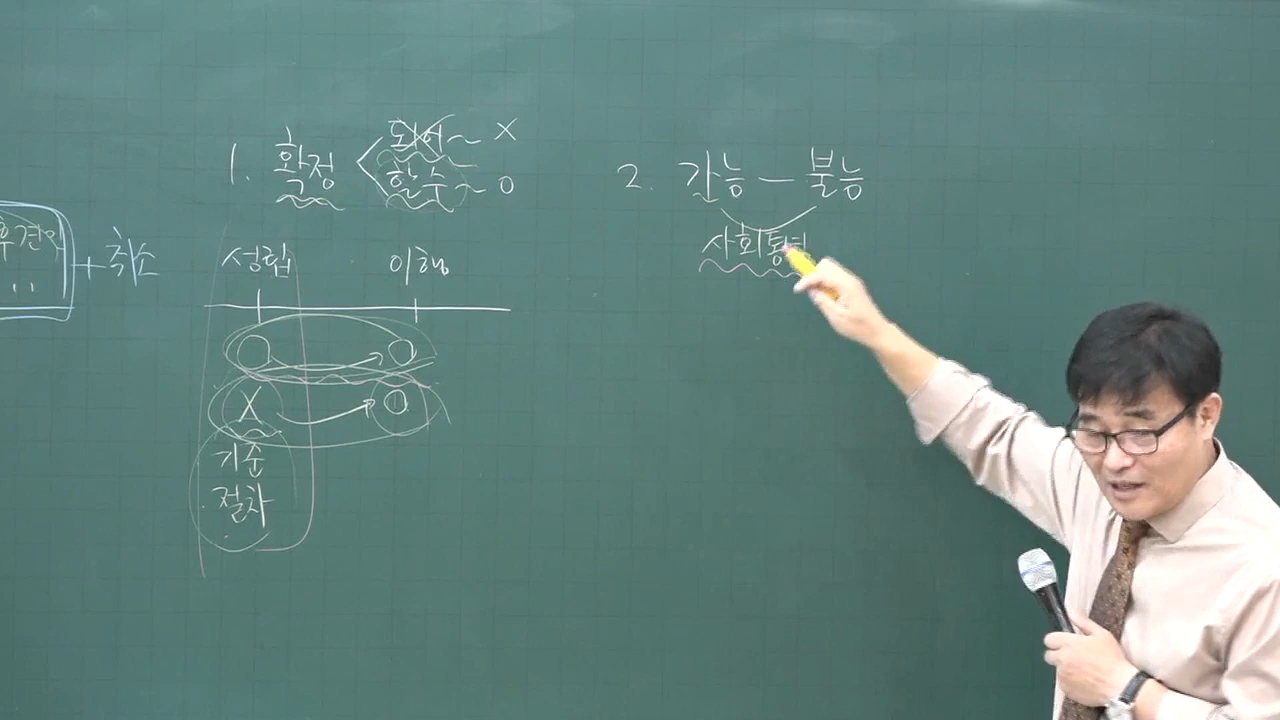 후견인
''
+ 취소
1. 확정 < 되어~ X
할수~ O
성립 이행
O → O
X → O
기준
절차
2. 가능 — 불능
사회통념